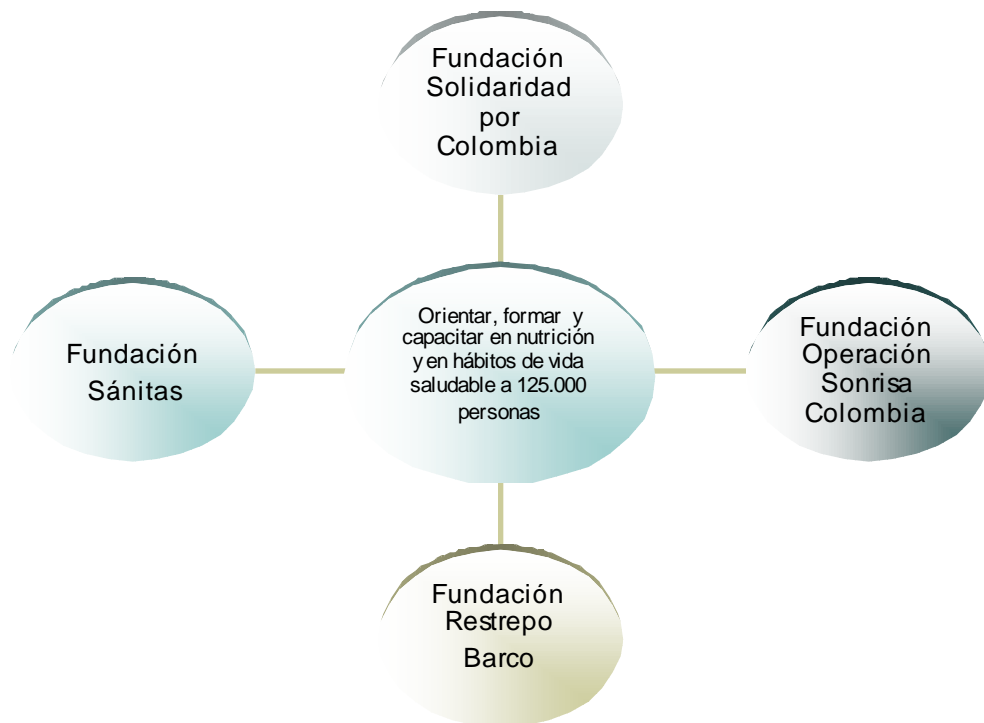 Fundación
Solidaridad
por
Colombia
Fundación
Sánitas
Orientar, formar y
capacitar en nutrición
y en hábitos de vida
saludable a 125.000
personas
Fundación
Operación
Sonrisa
Colombia
Fundación
Restrepo
Barco